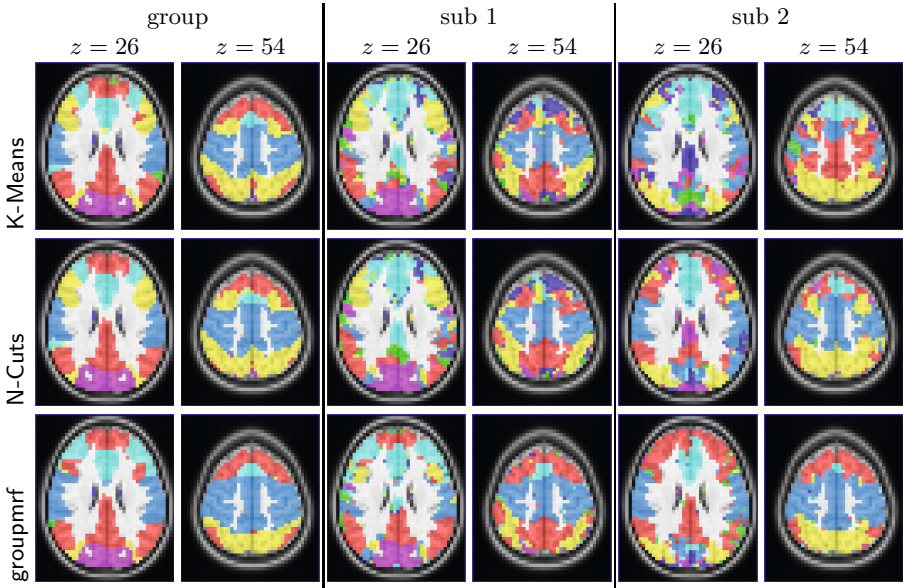 group sub 1 sub 2
z = 26 z = 54 z = 26 z = 54 z = 26 z = 54
K-Means
N-Cuts
groupmrf